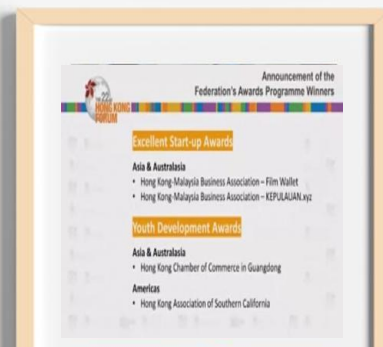 Announcement of the
Federation's Awards Programme Winners
HONG KONG
FORUM
Excellent Start-up Awards
Asia & Australasia
• Hong Kong-Malaysia Business Association – Film Wallet
• Hong Kong-Malaysia Business Association – KEPULAUAN.xyz
Youth Development Awards
Asia & Australasia
• Hong Kong Chamber of Commerce in Guangdong
Americas
• Hong Kong Association of Southern California